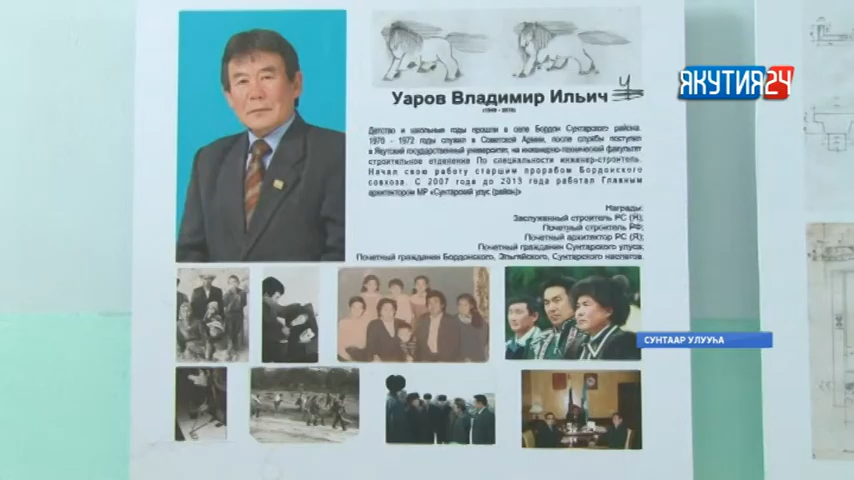 Уаров Владимир Ильич
ЯКУТИЯ24
Детство и школьные годы прошли в селе Бордон Сунтарского района.
1970 - 1972 годы служил в Советской Армии, после службы поступил
в Якутский государственный университет, на инженерно-технический факультет
строительное отделение По специальности инженер-строитель.
Начал свою работу старшим прорабом Бордонского
совхоза. С 2007 года до 2013 года работал Главным
архитектором МР «Сунтарский улус (район)»
Награды:
Заслуженный строитель РС (Я);
Почетный строитель РФ;
Почетный архитектор РС (Я);
Почетный гражданин Сунтарского улуса;
Почетный гражданин Бордонского, Эльгяйского, Сунтарского наслегов.
СУНТААР УЛУУҺА